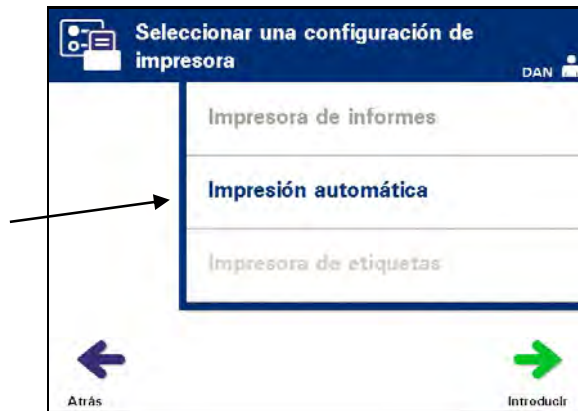 Seleccionar una configuración de
impresora
DAN
Impresora de informes
Impresión automática
Impresora de etiquetas
Atrás
Introducir